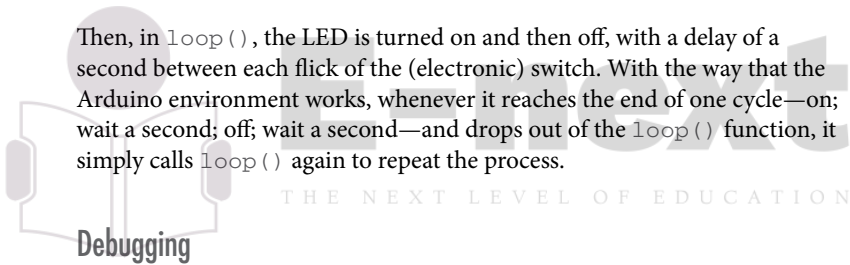 Then, in loop(), the LED is turned on and then off, with a delay of a
second between each flick of the (electronic) switch. With the way that the
Arduino environment works, whenever it reaches the end of one cycle—on;
wait a second; off; wait a second—and drops out of the loop() function, it
simply calls loop() again to repeat the process.
E-next
THE NEXT LEVEL OF EDUCATION
Debugging